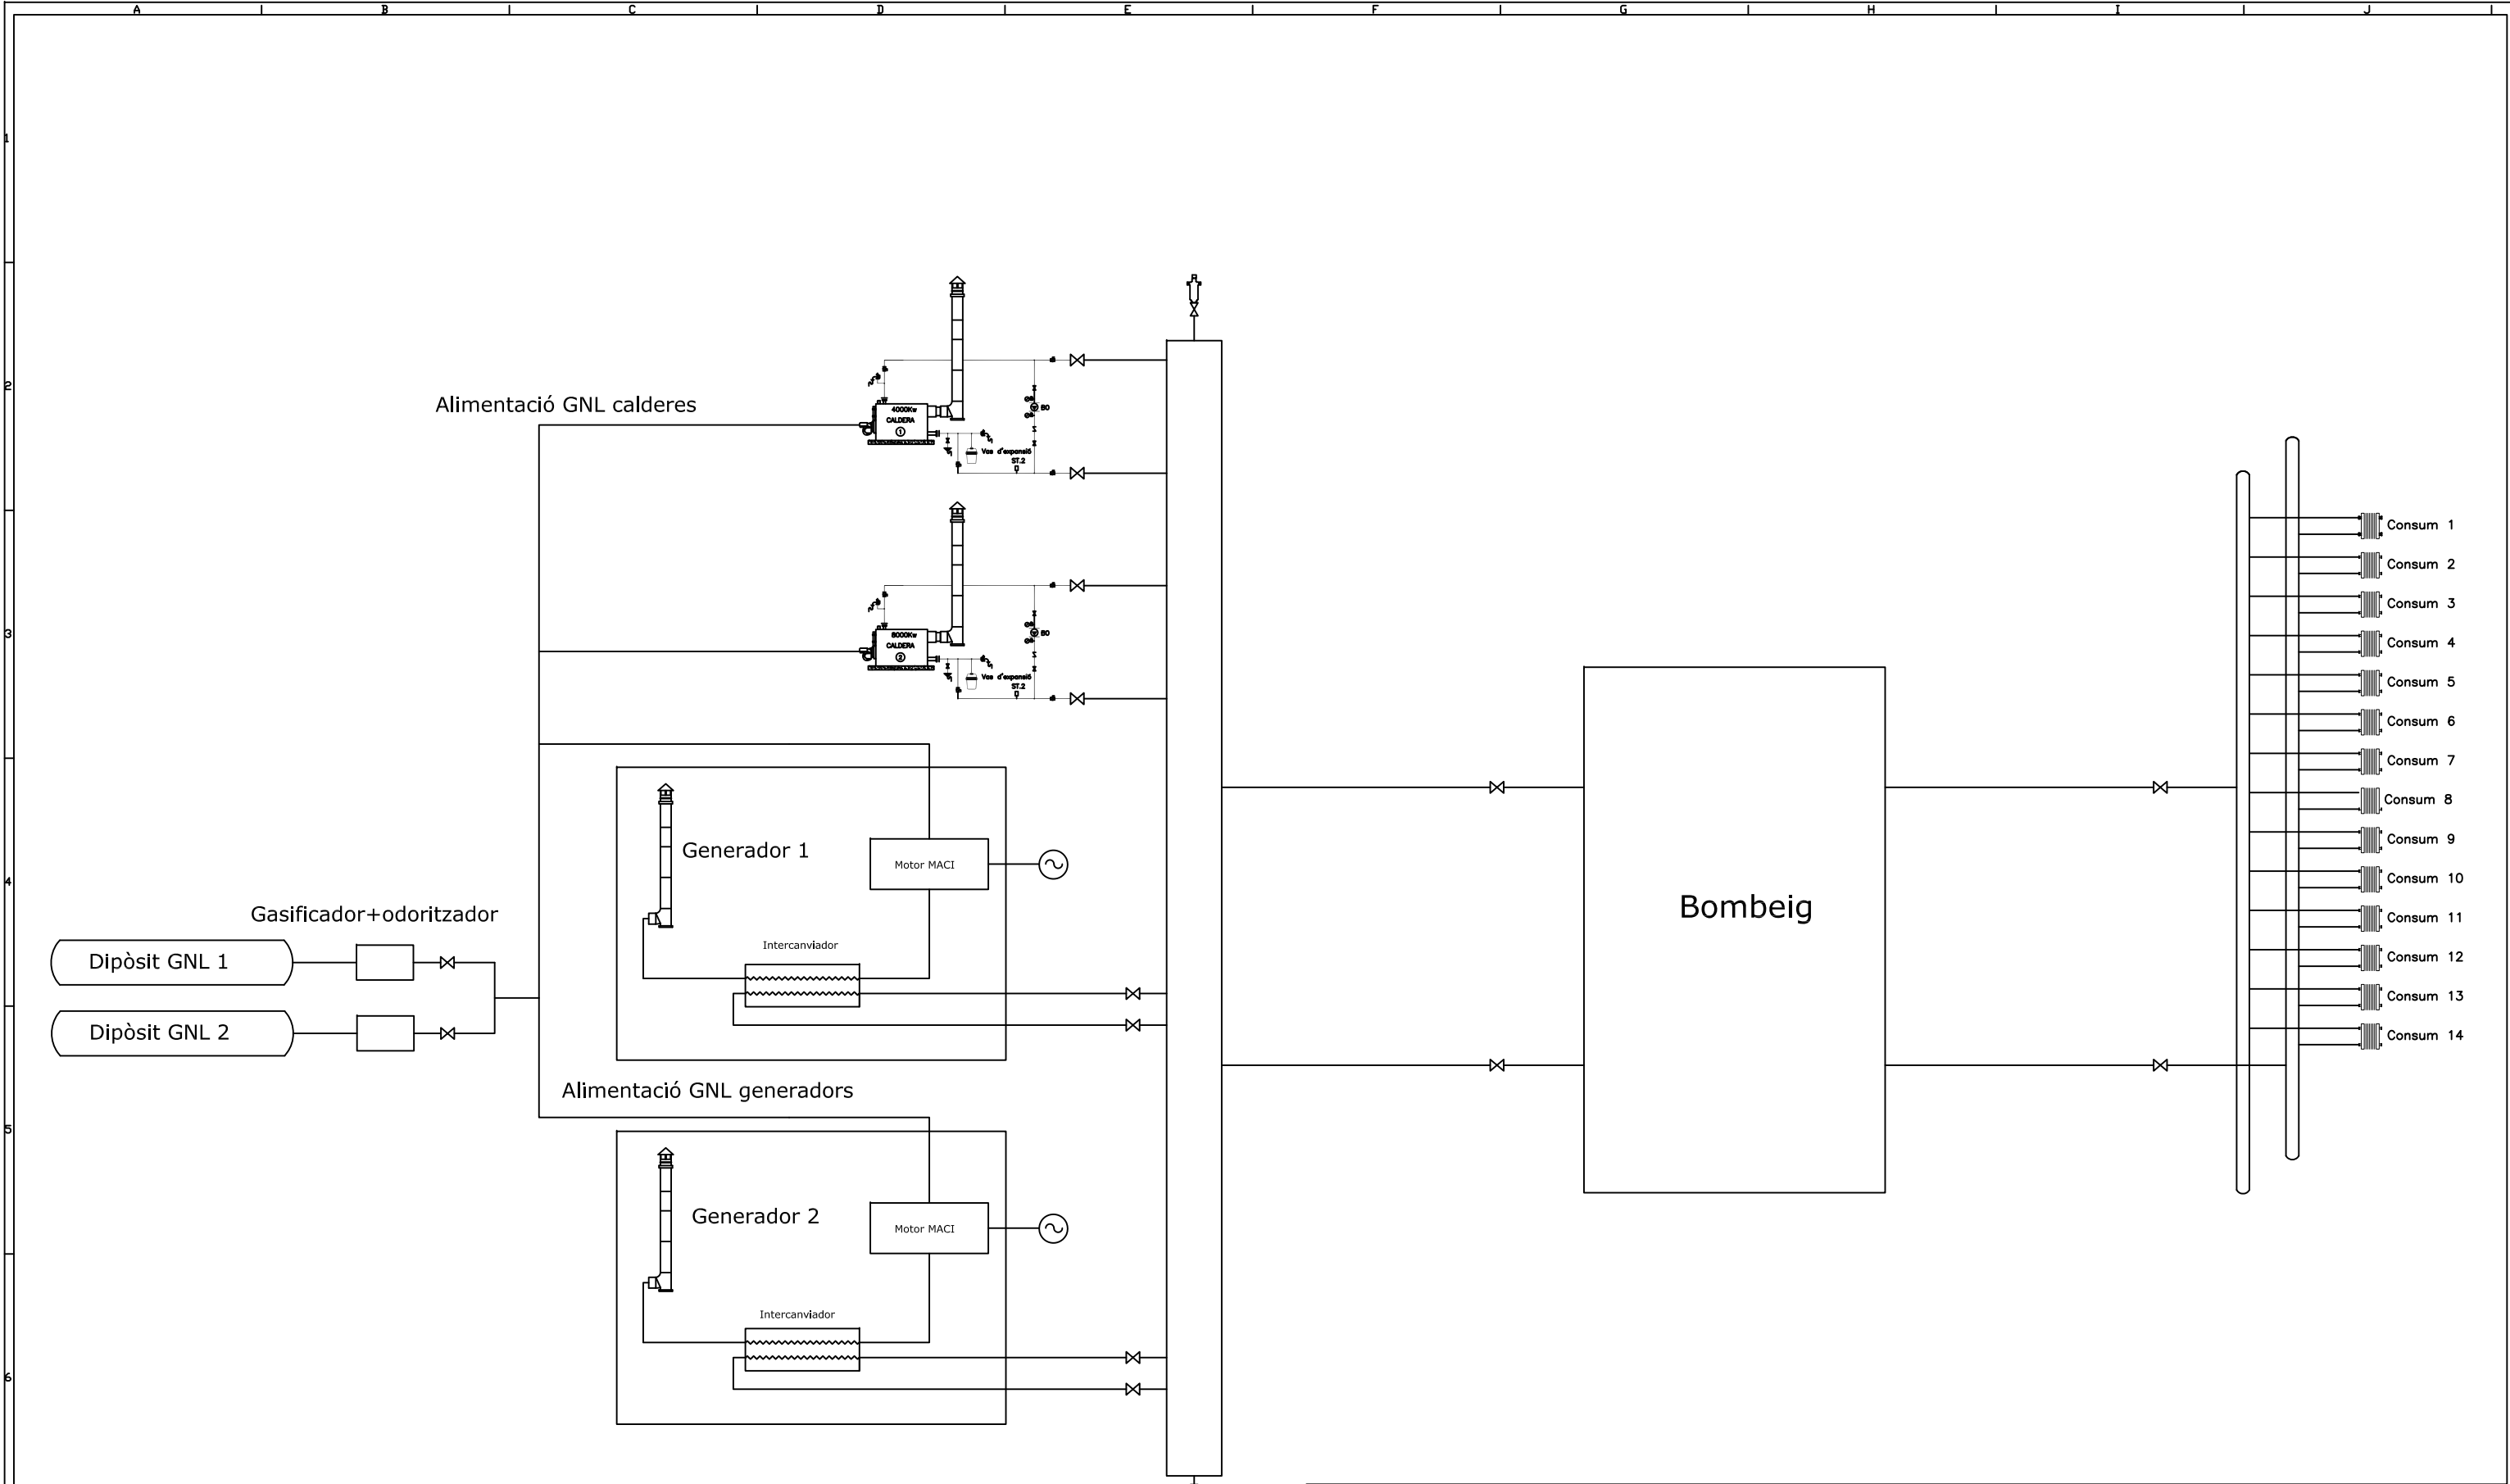 A B C D E F G H I J
1
2
Alimentació GNL calderes
4000Kw
CALDERA
1
BO
Vas d'expansió
ST.2
3
8000Kw
CALDERA
2
BO
Vas d'expansió
ST.2
Generador 1
Motor MACI
Intercanviador
4
Gasificador+odoritzador
Dipòsit GNL 1
Dipòsit GNL 2
Alimentació GNL generadors
5
Generador 2
Motor MACI
Intercanviador
6
Bombeig
Consum 1
Consum 2
Consum 3
Consum 4
Consum 5
Consum 6
Consum 7
Consum 8
Consum 9
Consum 10
Consum 11
Consum 12
Consum 13
Consum 14